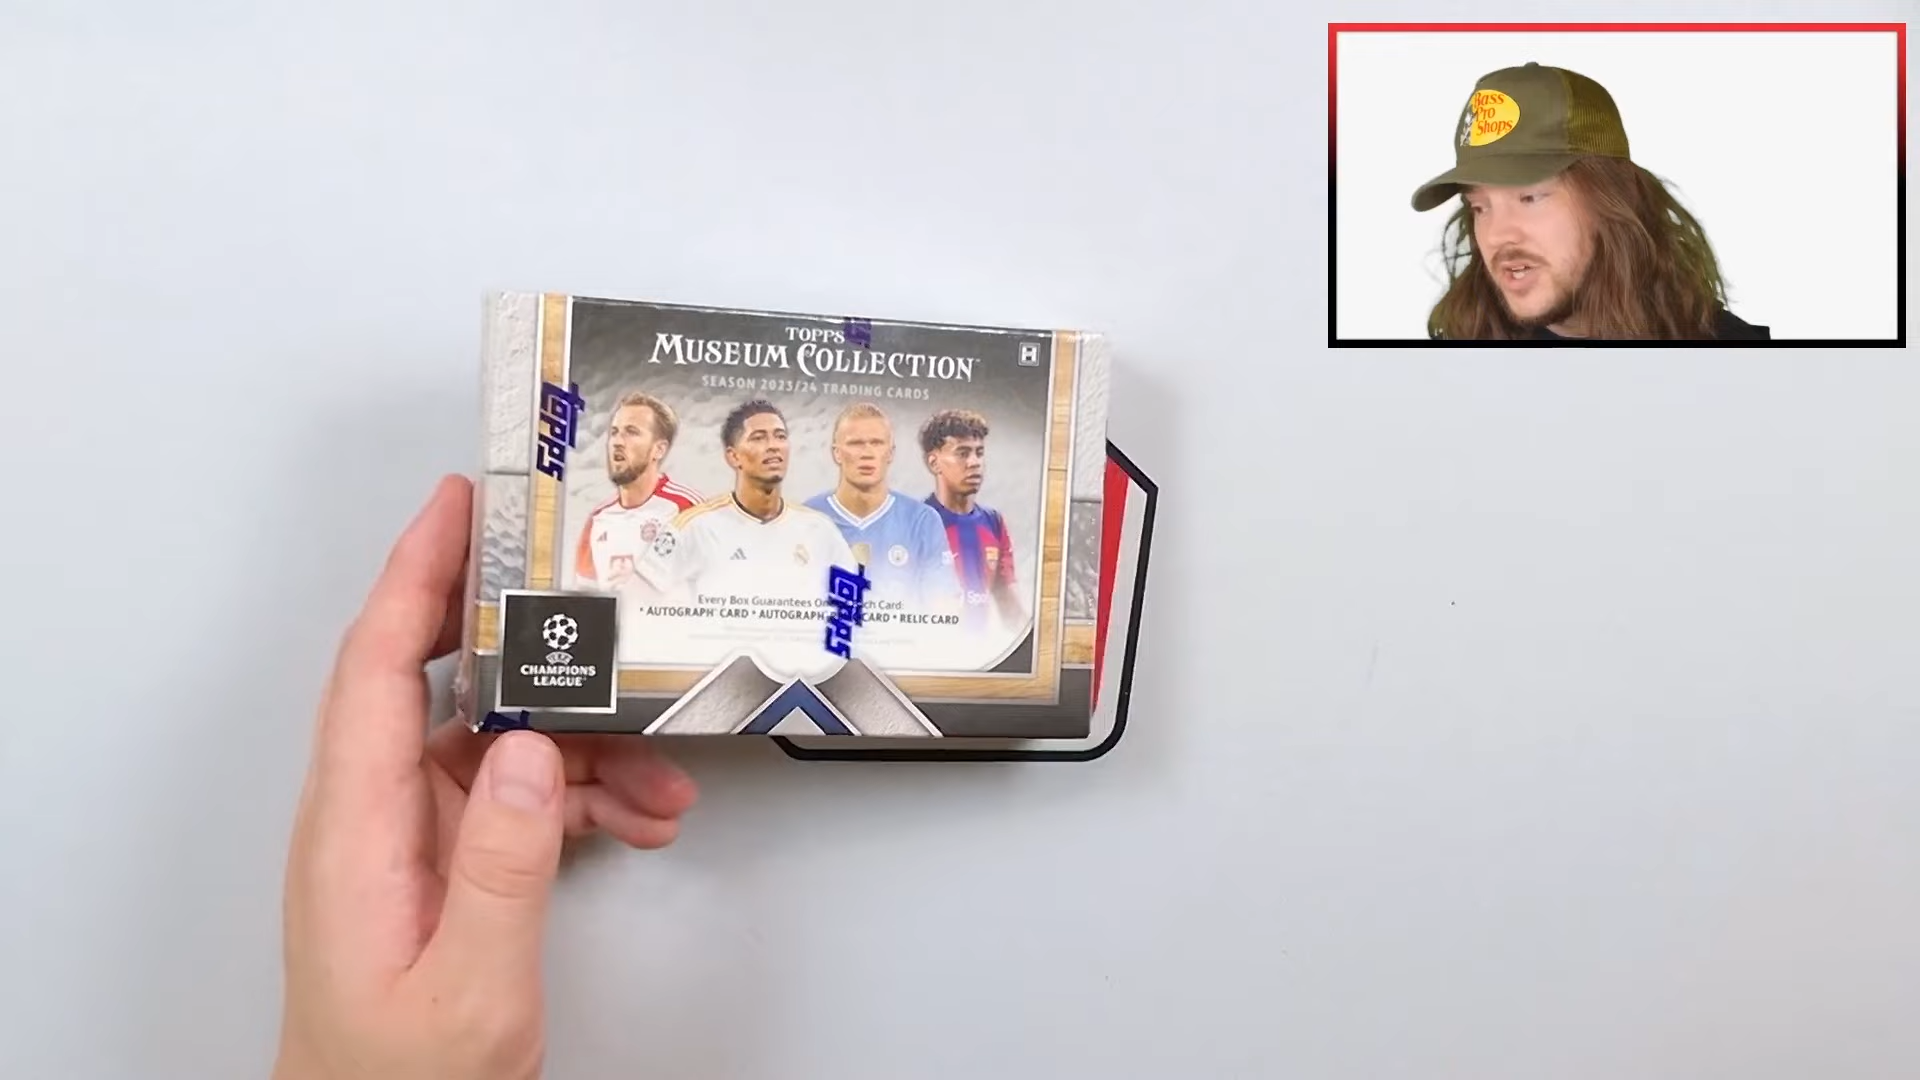 Bass
Pro
Shops
TOPPS
MUSEUM COLLECTION
SEASON 2023/24 TRADING CARDS
topps
Every Box Guarantees
* AUTOGRAPH CARD * AUTOGRAPH CARD * RELIC CARD
topps
UEFA
CHAMPIONS
LEAGUE